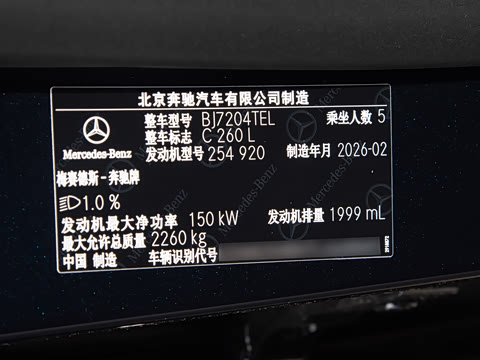 北京奔驰汽车有限公司制造
整车型号 BJ7204TEL 乘坐人数 5
整车标志 C 260 L
Mercedes-Benz 发动机型号 254 920 制造年月 2026-02
梅赛德斯-奔驰牌
1.0 %
发动机最大净功率 150 kW 发动机排量 1999 mL
最大允许总质量 2260 kg
中国 制造 车辆识别代号